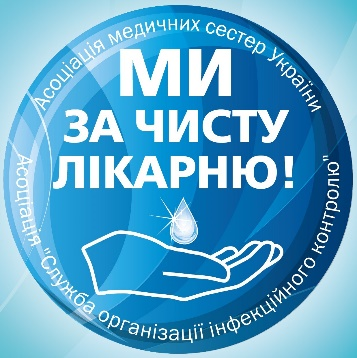 Асоціація медичних сестер України
МИ
ЗА ЧИСТУ
ЛІКАРНЮ!
Асоціація "Служба організації інфекційного контролю"